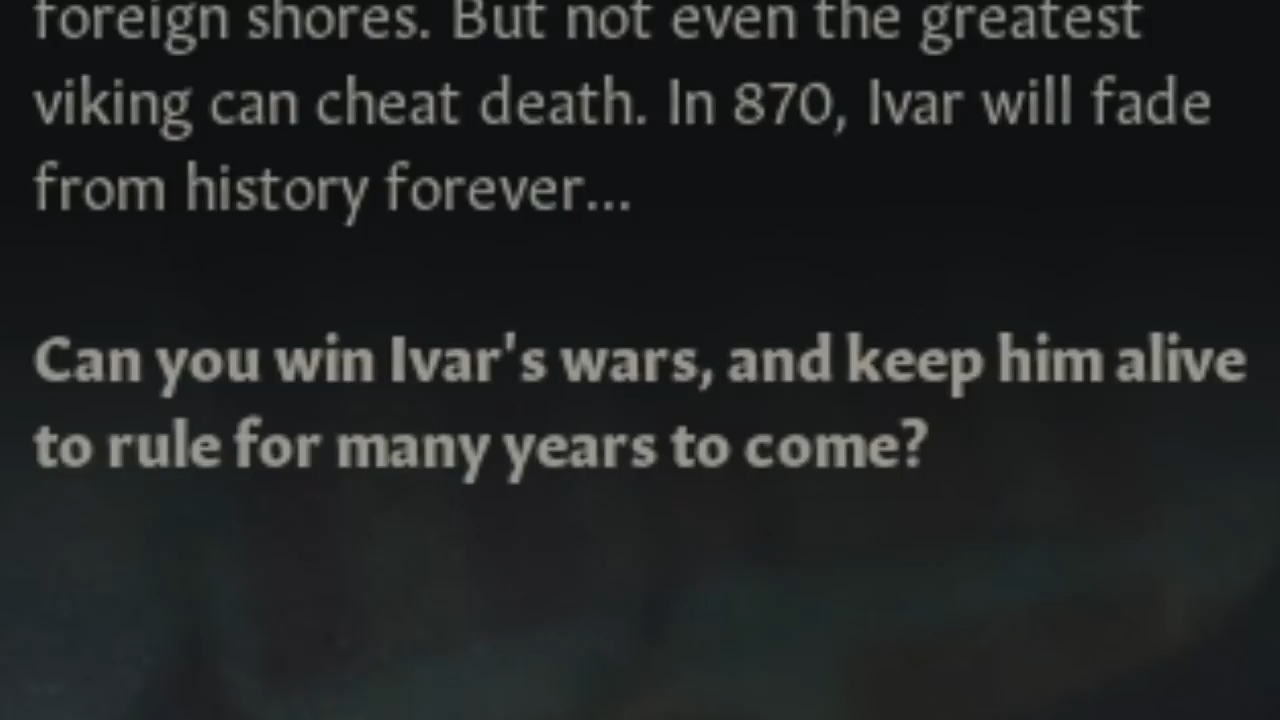 foreign shores. But not even the greatest
viking can cheat death. In 870, Ivar will fade
from history forever...
Can you win Ivar's wars, and keep him alive
to rule for many years to come?